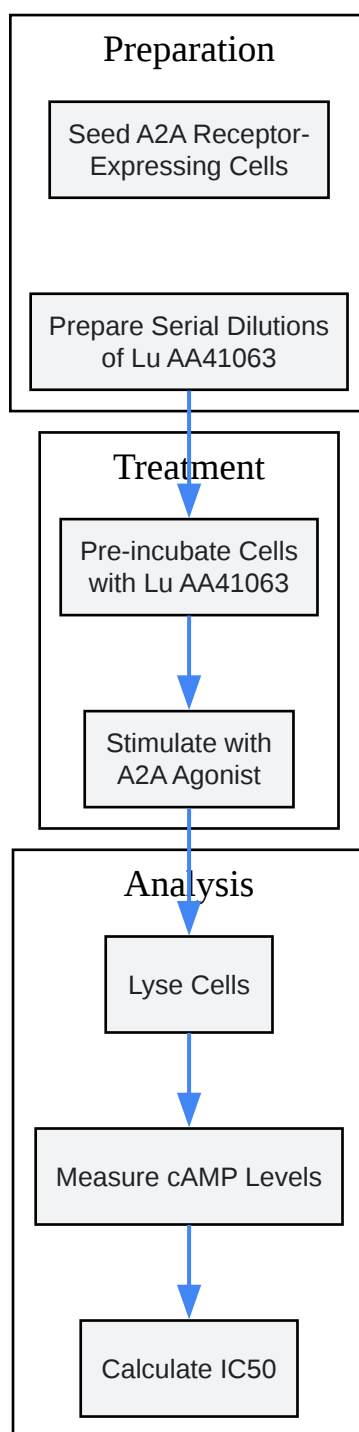 Preparation
Seed A2A Receptor-
Expressing Cells
Prepare Serial Dilutions
of Lu AA41063
Treatment
Pre-incubate Cells
with Lu AA41063
Stimulate with
A2A Agonist
Analysis
Lyse Cells
Measure cAMP Levels
Calculate IC50